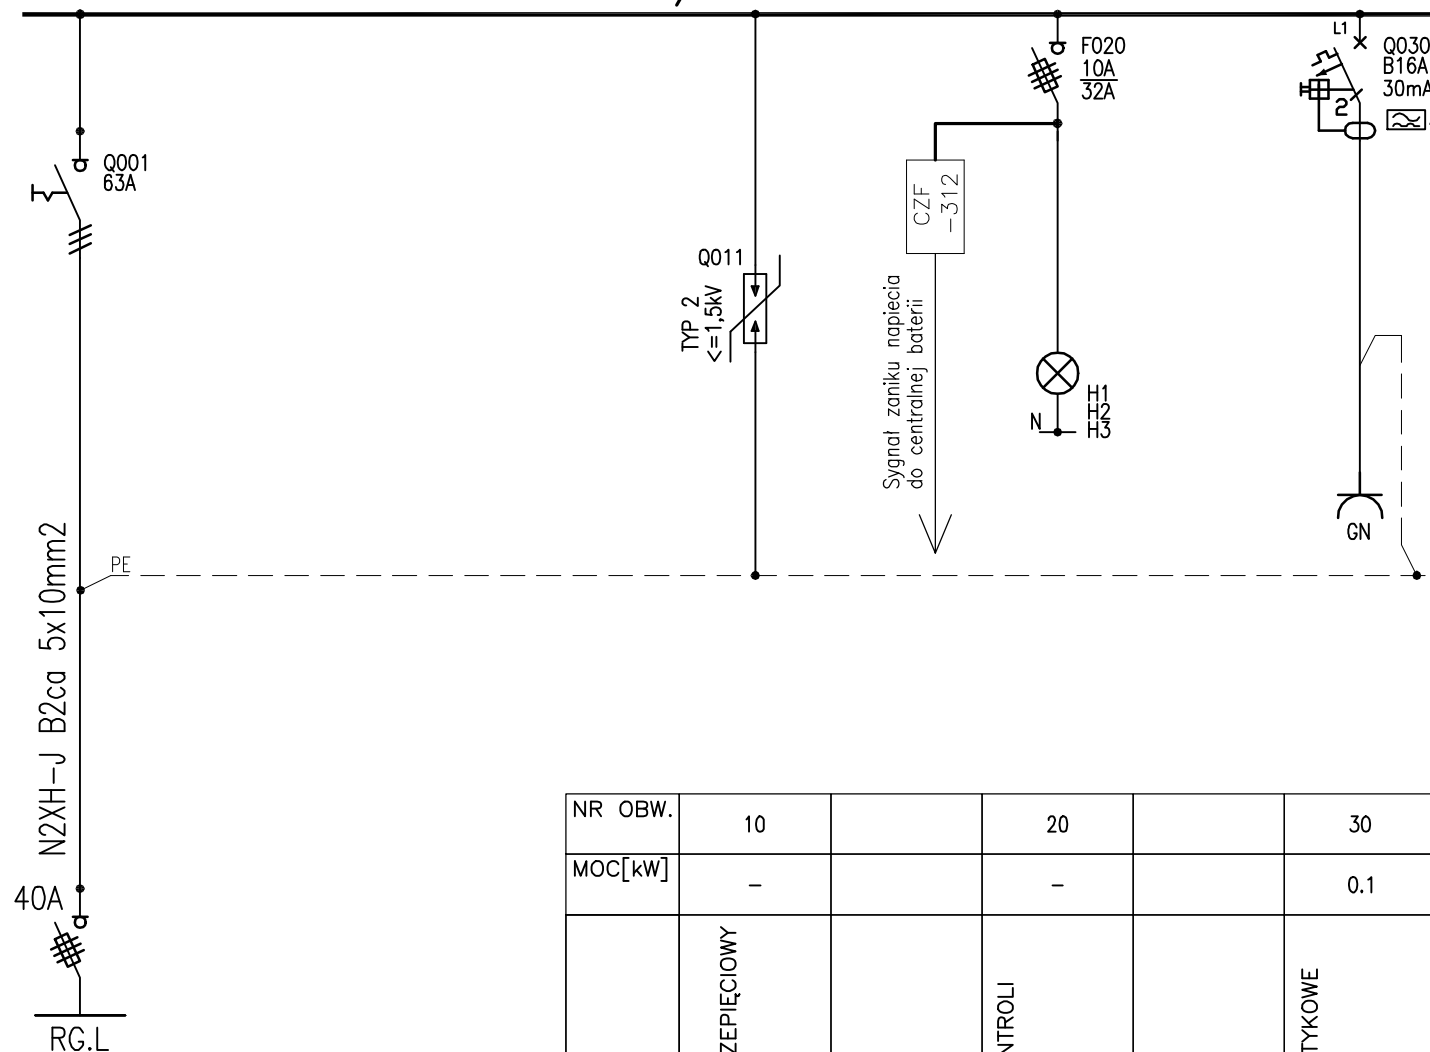 L1
F020
10A
32A
Q030
B16A
30mA
2
Q001
63A
CZF
-312
Q011
TYP 2
<=1,5kV
Sygnał zaniku napiecia
do centralnej baterii
H1
H2
H3
N
GN
PE
N2XH-J B2ca 5x10mm2
40A
RG.L
NR OBW. 10 20 30
MOC[kW] - - 0.1
ZEPIĘCIOWY
NTROLI
TYKOWE